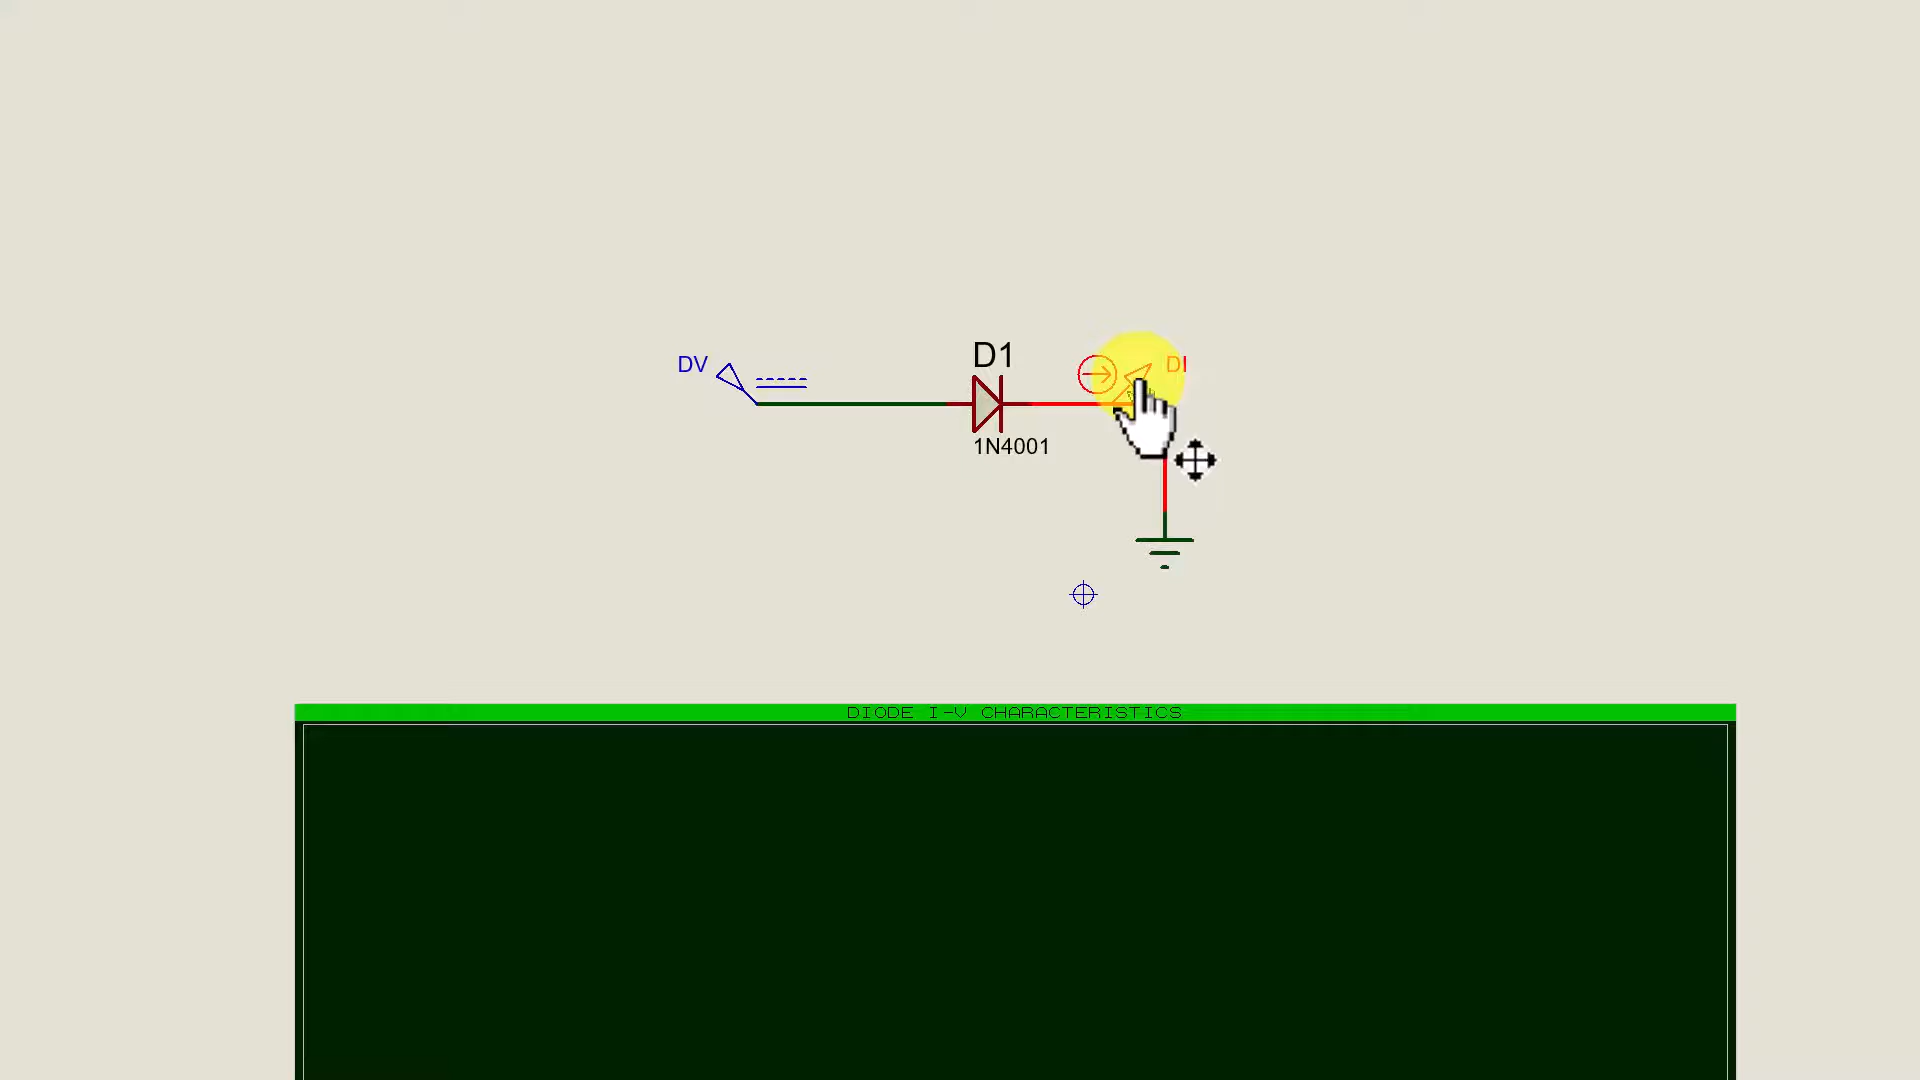 D1
DV
DI
1N4001
DIODE I-V CHARACTERISTICS